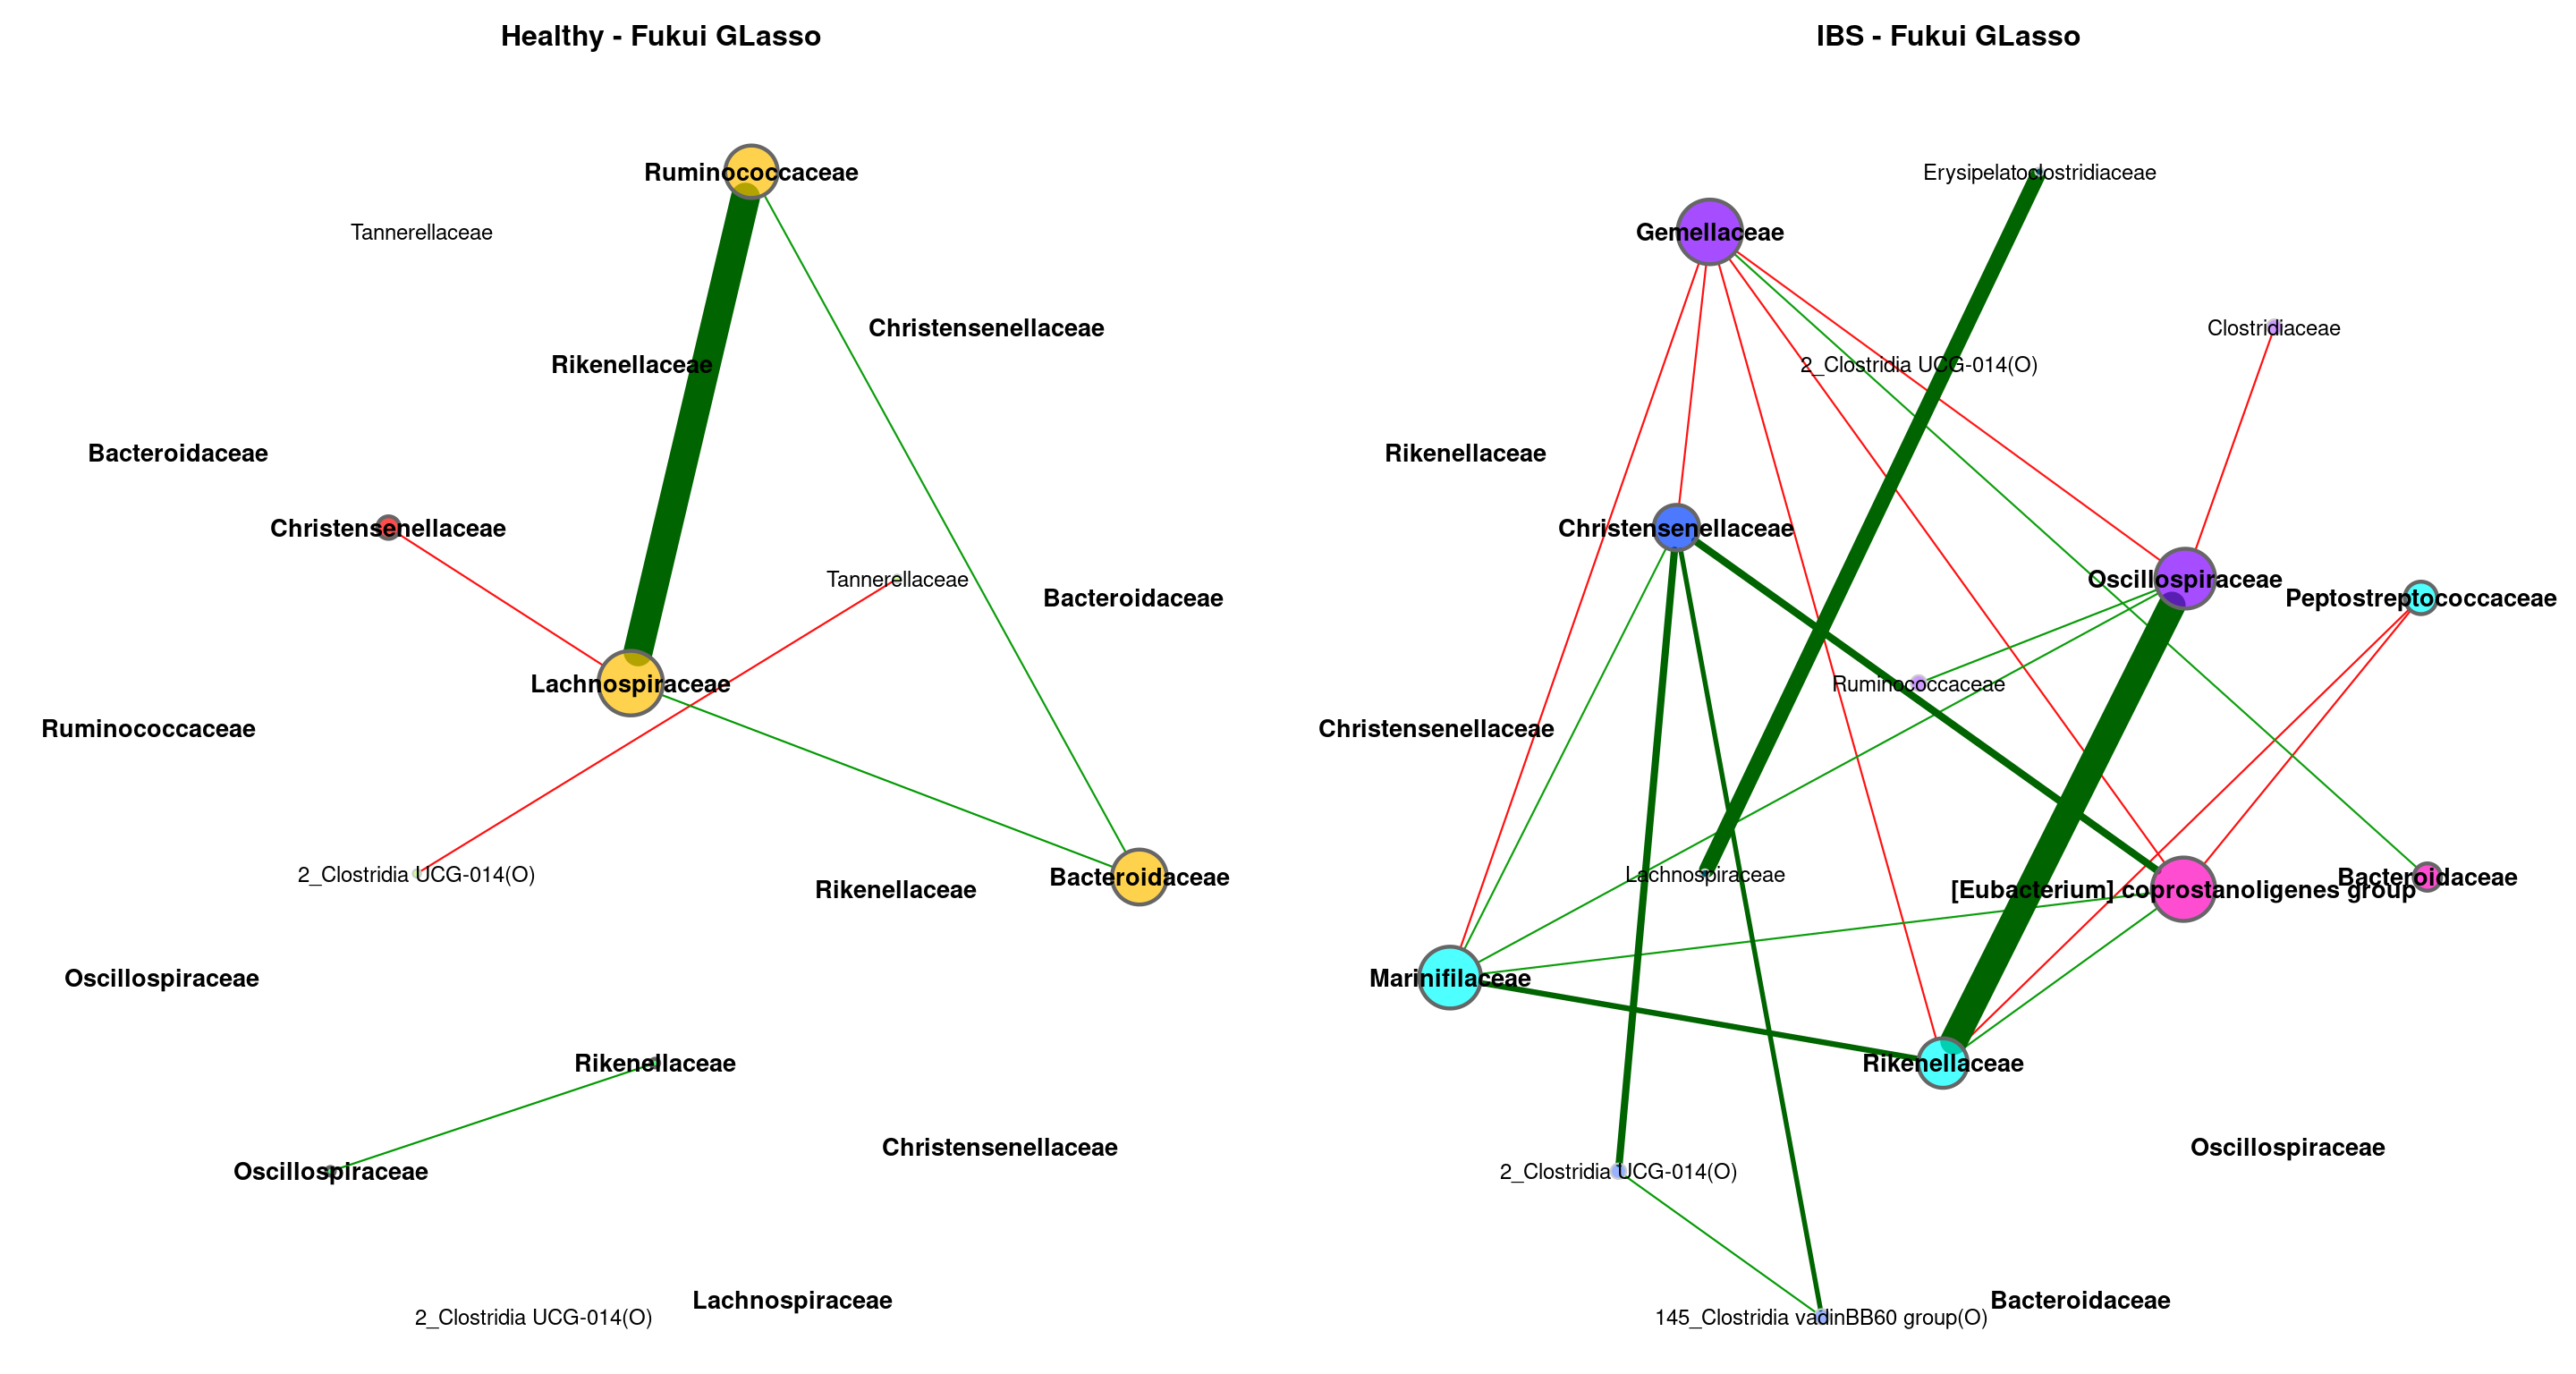 Healthy - Fukui GLasso
Ruminococcaceae
Tannerellaceae
Christensenellaceae
Rikenellaceae
Bacteroidaceae
Christensenellaceae
Tannerellaceae
Bacteroidaceae
Lachnospiraceae
Ruminococcaceae
2_Clostridia UCG-014(O)
Bacteroidaceae
Rikenellaceae
Oscillospiraceae
Rikenellaceae
Christensenellaceae
Oscillospiraceae
Lachnospiraceae
2_Clostridia UCG-014(O)
IBS - Fukui GLasso
Erysipelatoclostridiaceae
Gemellaceae
Clostridiaceae
2_Clostridia UCG-014(O)
Rikenellaceae
Christensenellaceae
Oscillospiraceae
Peptostreptococcaceae
Ruminococcaceae
Christensenellaceae
Lachnospiraceae
Bacteroidaceae
[Eubacterium] coprostanoligenes group
Marinifilaceae
Rikenellaceae
Oscillospiraceae
2_Clostridia UCG-014(O)
Bacteroidaceae
145_Clostridia vadinBB60 group(O)